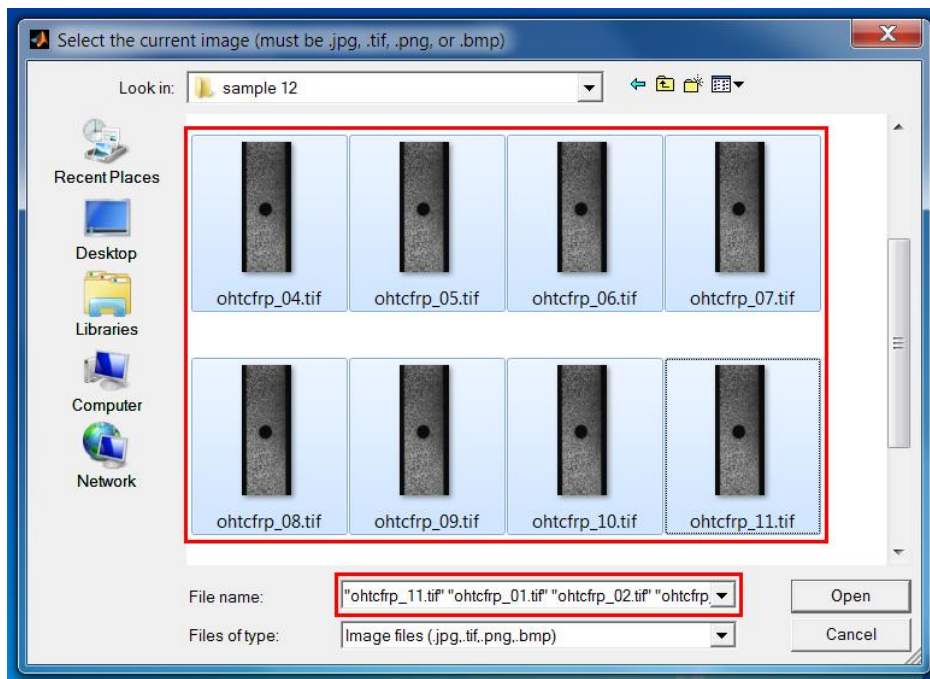 Select the current image (must be .jpg, .tif, .png, or .bmp)
Look in: sample 12
Recent Places
Desktop
Libraries
Computer
Network
ohtcfrp_04.tif ohtcfrp_05.tif ohtcfrp_06.tif ohtcfrp_07.tif
ohtcfrp_08.tif ohtcfrp_09.tif ohtcfrp_10.tif ohtcfrp_11.tif
File name: "ohtcfrp_11.tif" "ohtcfrp_01.tif" "ohtcfrp_02.tif" "ohtcfrp_ Open
Files of type: Image files (.jpg,.tif,.png,.bmp) Cancel